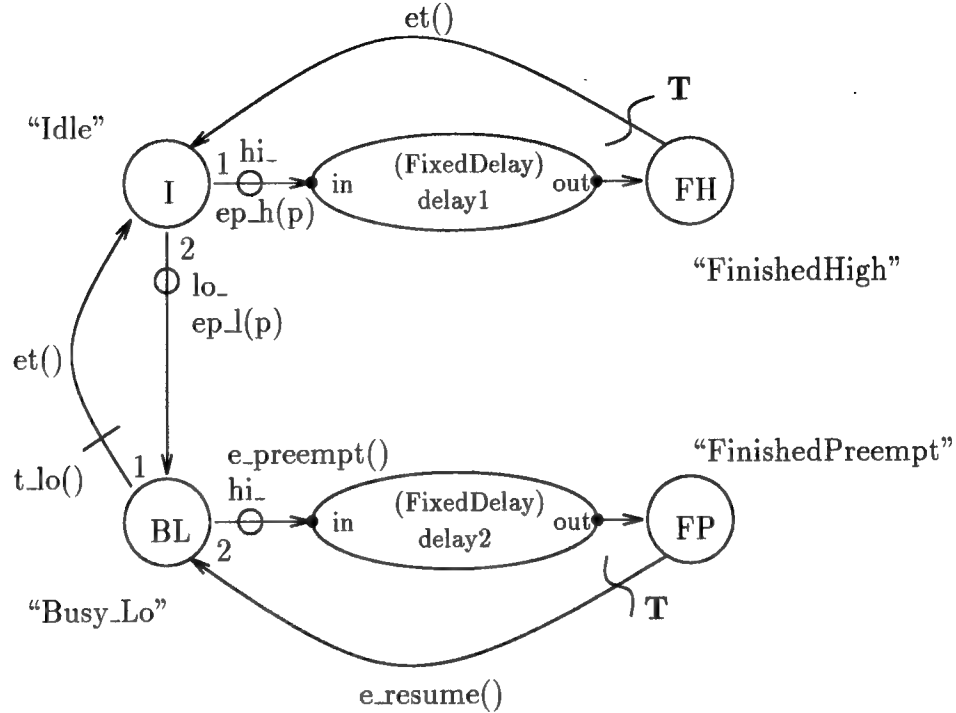 et()
T
“Idle”
1
hi_
I
in
(FixedDelay)
delay1
out
FH
ep_h(p)
2
lo_
ep_l(p)
“FinishedHigh”
et()
t_lo()
1
e_preempt()
hi_
“FinishedPreempt”
BL
2
in
(FixedDelay)
delay2
out
FP
“Busy_Lo”
T
e_resume()